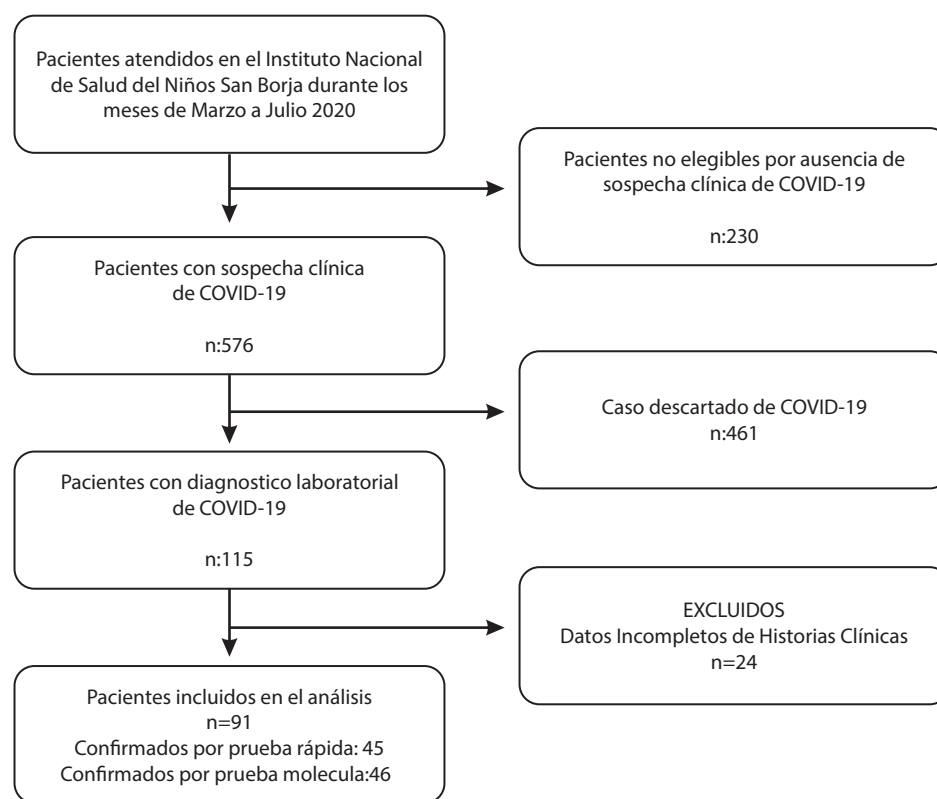 Pacientes atendidos en el Instituto Nacional
de Salud del Niños San Borja durante los
meses de Marzo a Julio 2020
Pacientes no elegibles por ausencia de
sospecha clínica de COVID-19
n:230
Pacientes con sospecha clínica
de COVID-19
n:576
Caso descartado de COVID-19
n:461
Pacientes con diagnostico laboratorial
de COVID-19
n:115
EXCLUIDOS
Datos Incompletos de Historias Clínicas
n=24
Pacientes incluidos en el análisis
n=91
Confirmados por prueba rápida: 45
Confirmados por prueba molecula:46